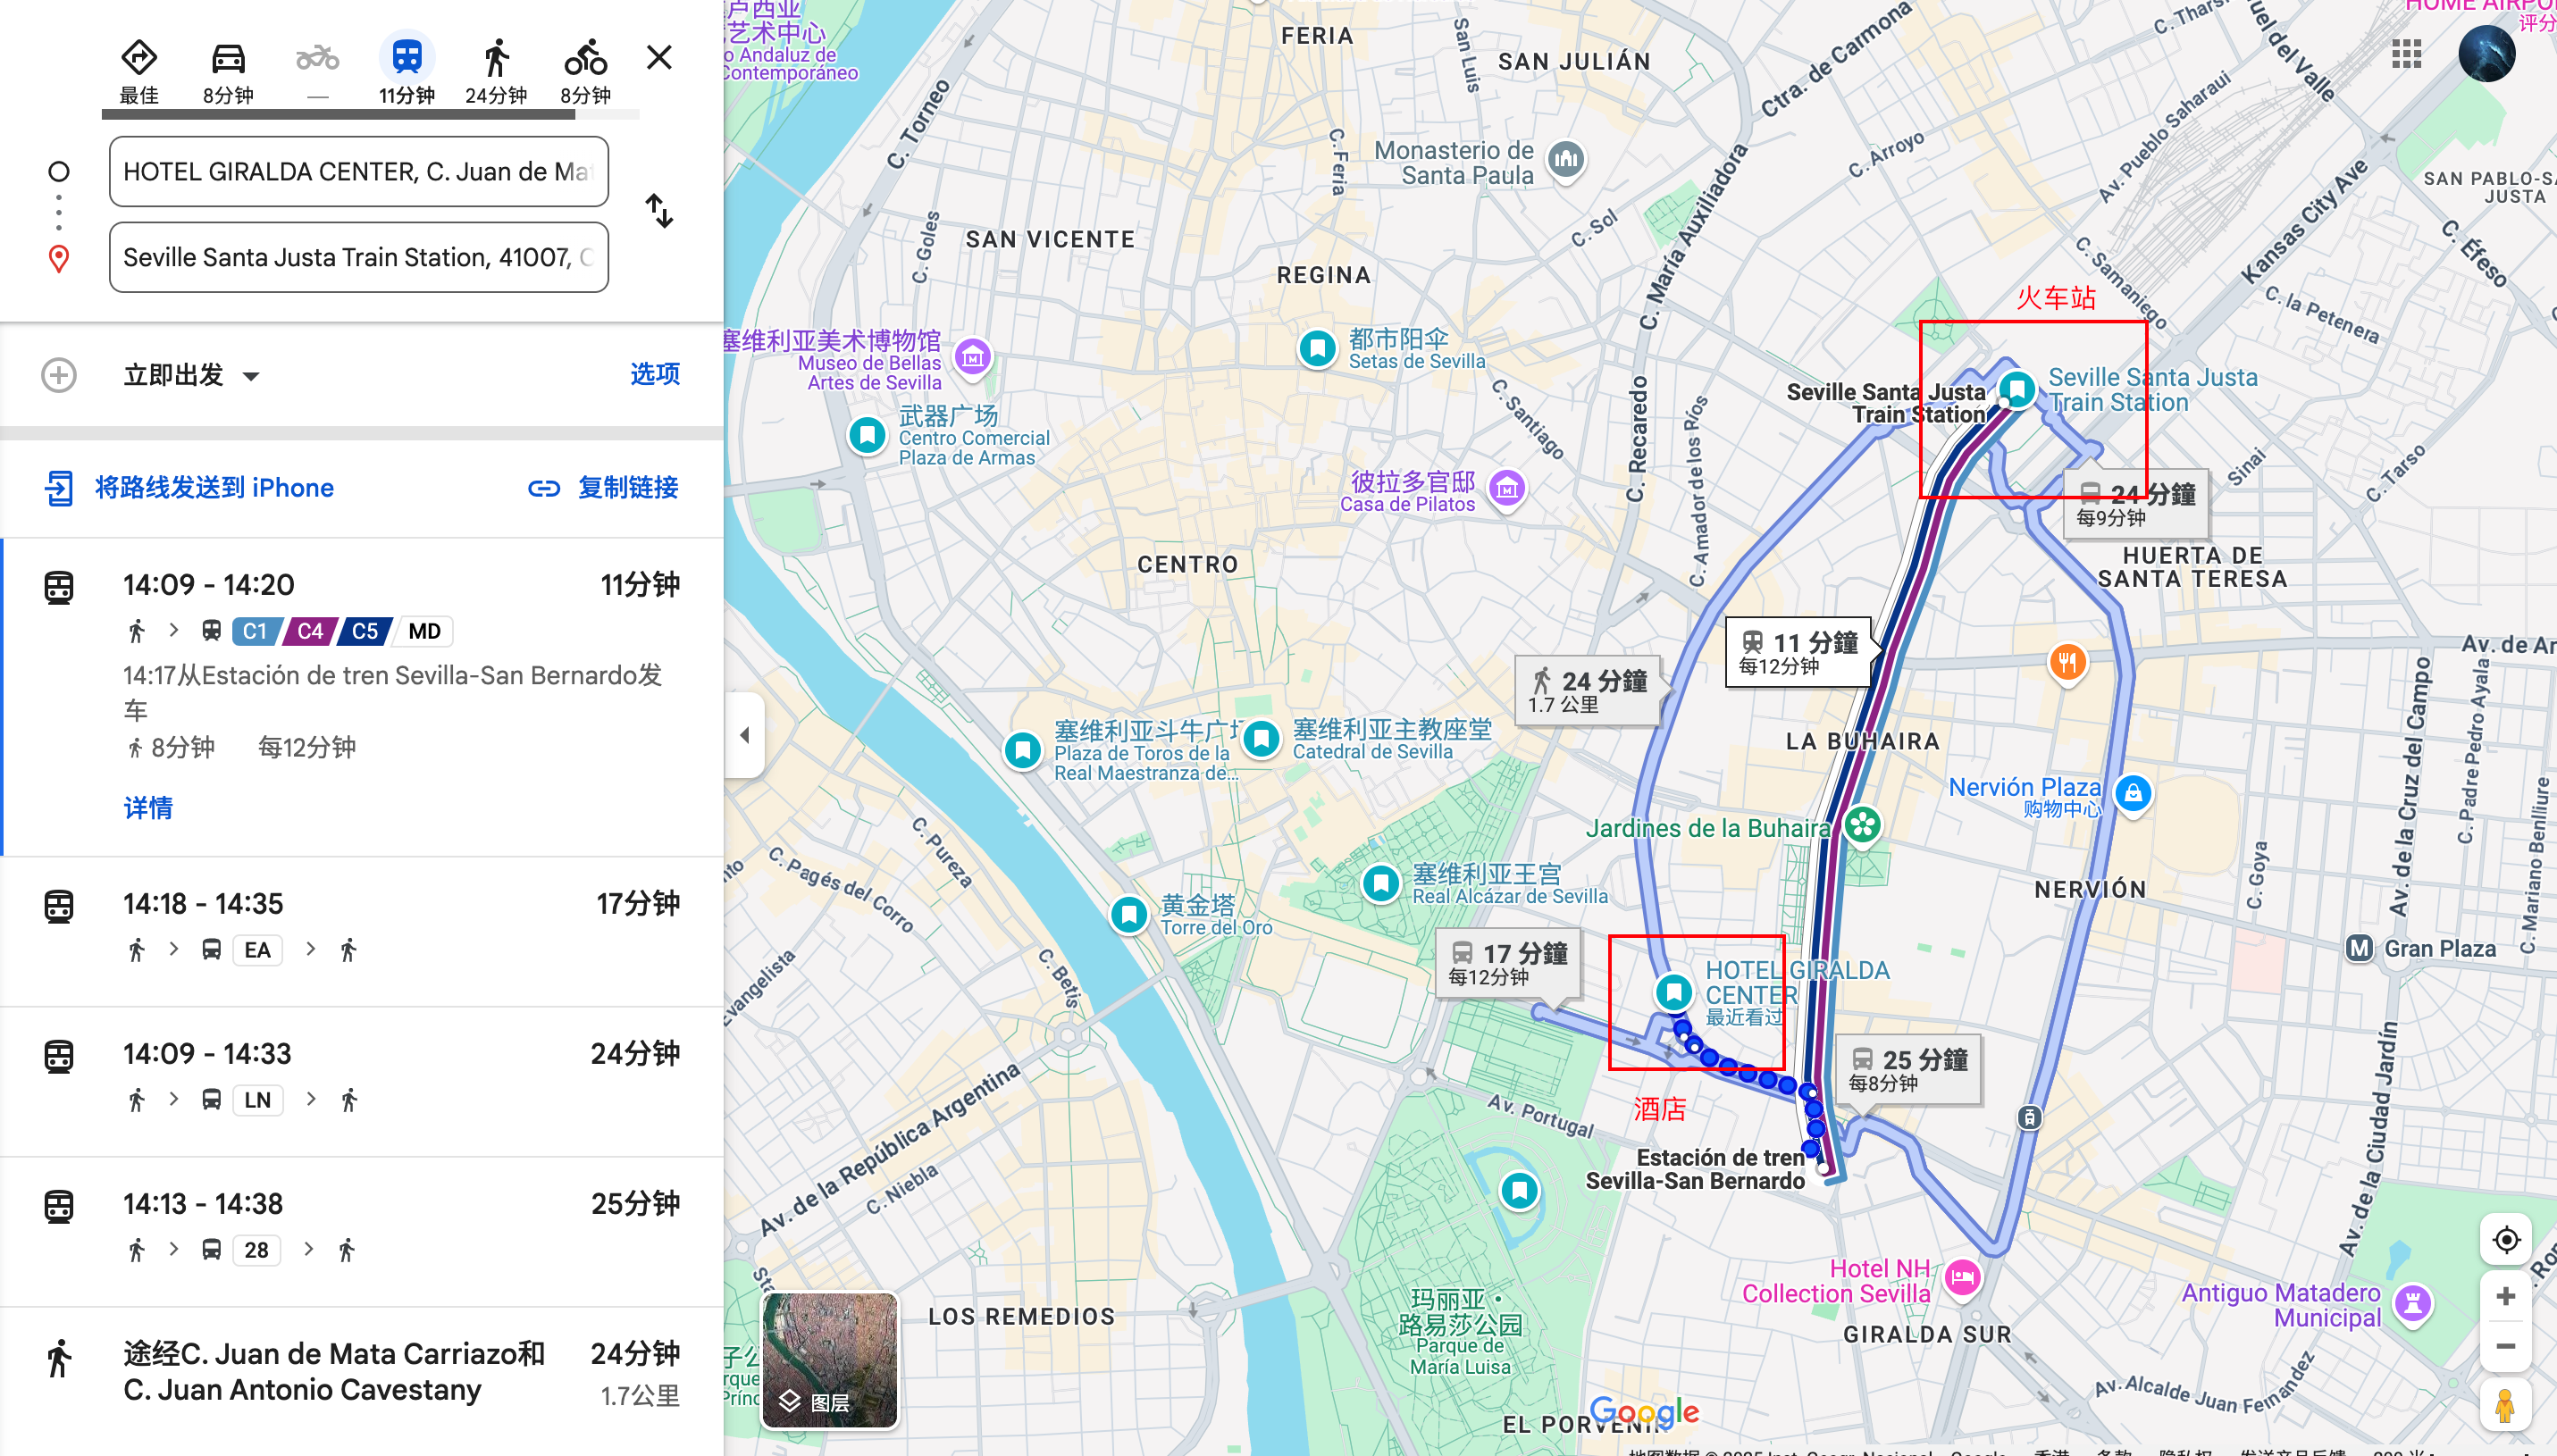 最佳
8分钟
—
11分钟
24分钟
8分钟
HOTEL GIRALDA CENTER, C. Juan de Mat
Seville Santa Justa Train Station, 41007, C
立即出发
选项
将路线发送到 iPhone
复制链接
14:09 - 14:20
11分钟
C1 C4 C5 MD
14:17从Estación de tren Sevilla-San Bernardo发
车
8分钟 每12分钟
详情
14:18 - 14:35
17分钟
EA
14:09 - 14:33
24分钟
LN
14:13 - 14:38
25分钟
28
途经C. Juan de Mata Carriazo和
C. Juan Antonio Cavestany
24分钟
1.7公里
艺术中心
o Andaluz de
Contemporáneo
FERIA
San Luis
SAN JULIÁN
Ctra. de Carmona
C. Thars
uel del Valle
HOME AIRPOR
评分
C. Torneo
C. Feria
Monasterio de
Santa Paula
C. María Auxiliadora
C. Arroyo
Av. Pueblo Saharaui
Kansas City Ave
SAN PABLO-SA
JUSTA
C. Éfeso
C. Goles
SAN VICENTE
REGINA
C. Sol
C. Samaniego
C. la Petenera
火车站
塞维利亚美术博物馆
Museo de Bellas
Artes de Sevilla
都市阳伞
Setas de Sevilla
C. Santiago
C. Recaredo
C. Amador de los Ríos
Seville Santa Justa
Train Station
Seville Santa Justa
Train Station
武器广场
Centro Comercial
Plaza de Armas
彼拉多官邸
Casa de Pilatos
Sinai
C. Tarso
24 分鐘
每9分钟
CENTRO
HUERTA DE
SANTA TERESA
11 分鐘
每12分钟
24 分鐘
1.7 公里
Av. de Ar
塞维利亚斗牛广场
Plaza de Toros de la
Real Maestranza de...
塞维利亚主教座堂
Catedral de Sevilla
LA BUHAIRA
Nervión Plaza
购物中心
Jardines de la Buhaira
Av. de la Cruz del Campo
C. Padre Pedro Ayala
C. Mariano Benlliure
C. Goya
NERVIÓN
Gran Plaza
C. Pureza
C. Pagés del Corro
塞维利亚王宫
Real Alcázar de Sevilla
黄金塔
Torre del Oro
C. Betis
Evangelista
17 分鐘
每12分钟
HOTEL GIRALDA
CENTER
最近看过
酒店
25 分鐘
每8分钟
Av. Portugal
Av. de la República Argentina
C. Niebla
Estación de tren
Sevilla-San Bernardo
Av. de la Ciudad Jardín
Hotel NH
Collection Sevilla
GIRALDA SUR
Antiguo Matadero
Municipal
LOS REMEDIOS
玛丽亚·
路易莎公园
Parque de
María Luisa
图层
EL PORVENIR
Google
Av. Alcalde Juan Fernandez